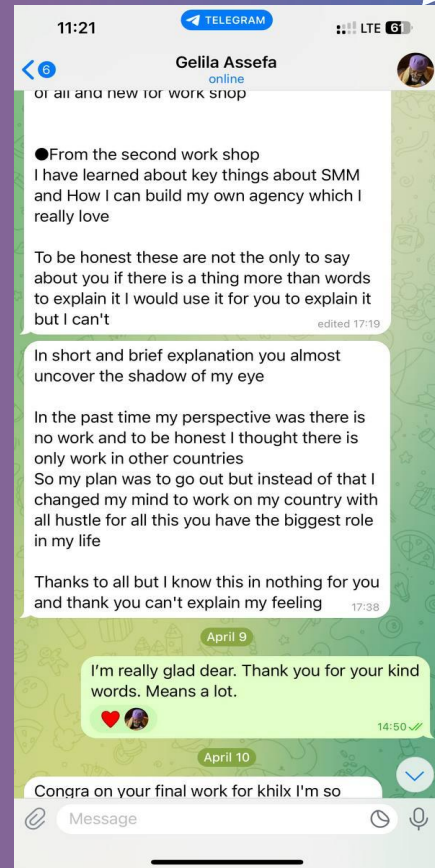 11:21
TELEGRAM
LTE 61
6
Gelila Assefa
online
of all and new for work shop
●From the second work shop
I have learned about key things about SMM
and How I can build my own agency which I
really love
To be honest these are not the only to say
about you if there is a thing more than words
to explain it I would use it for you to explain it
but I can't
edited 17:19
In short and brief explanation you almost
uncover the shadow of my eye
In the past time my perspective was there is
no work and to be honest I thought there is
only work in other countries
So my plan was to go out but instead of that I
changed my mind to work on my country with
all hustle for all this you have the biggest role
in my life
Thanks to all but I know this in nothing for you
and thank you can't explain my feeling
17:38
April 9
I'm really glad dear. Thank you for your kind
words. Means a lot.
14:50
April 10
Congra on your final work for khilx I'm so
Message